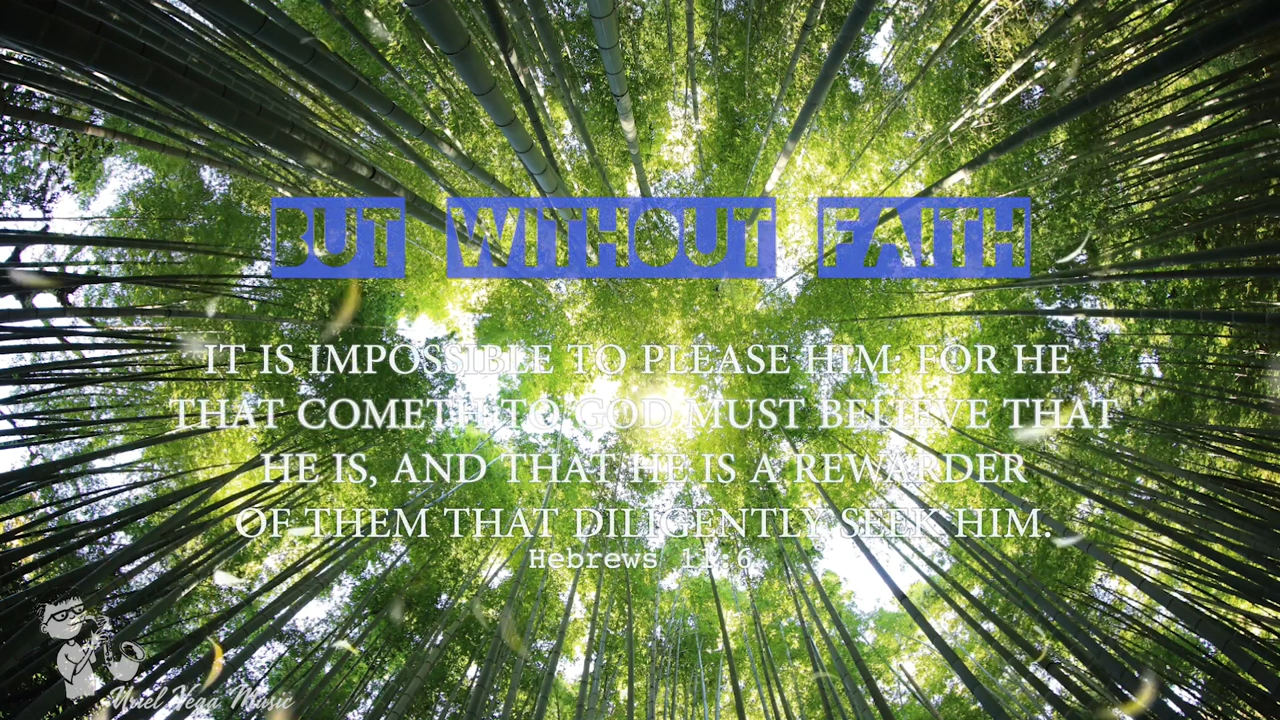 BUT WITHOUT FAITH
IT IS IMPOSSIBLE TO PLEASE HIM: FOR HE
THAT COMETH TO GOD MUST BELIEVE THAT
HE IS, AND THAT HE IS A REWARDER
OF THEM THAT DILIGENTLY SEEK HIM.
Hebrews 11:6
Uriel Vega Music